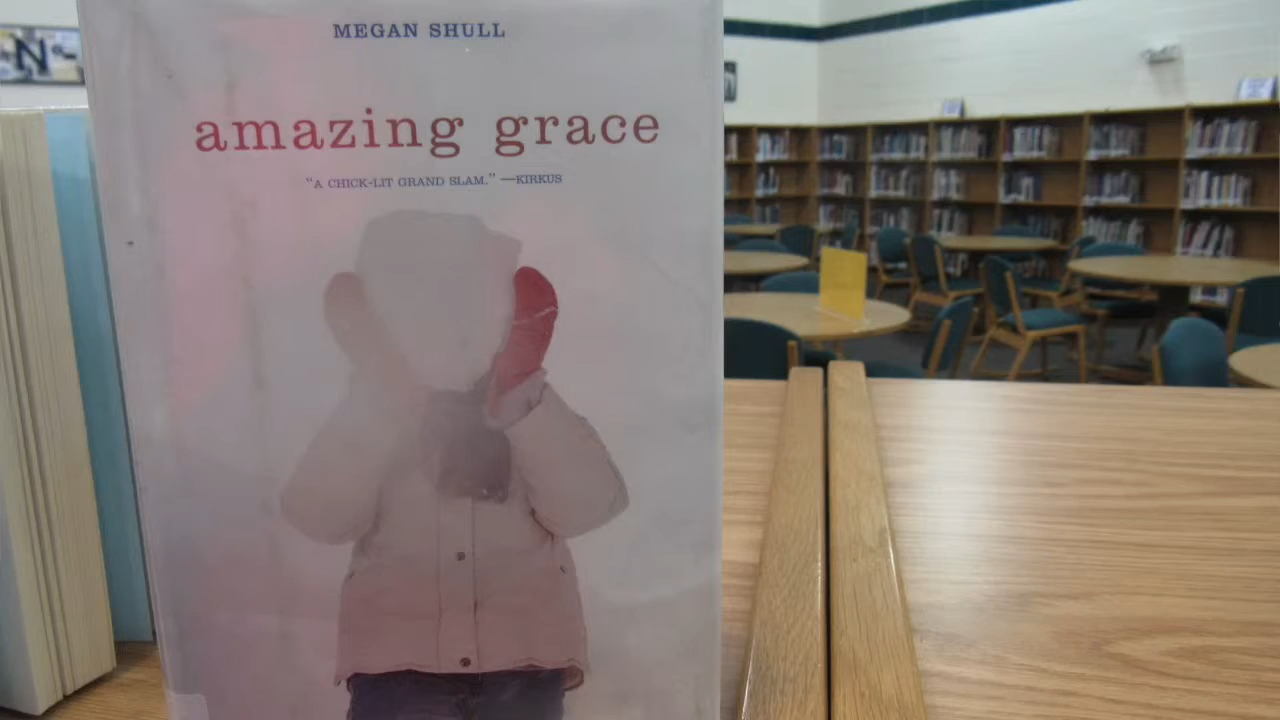 N
MEGAN SHULL
amazing grace
"A CHICK-LIT GRAND SLAM." —KIRKUS